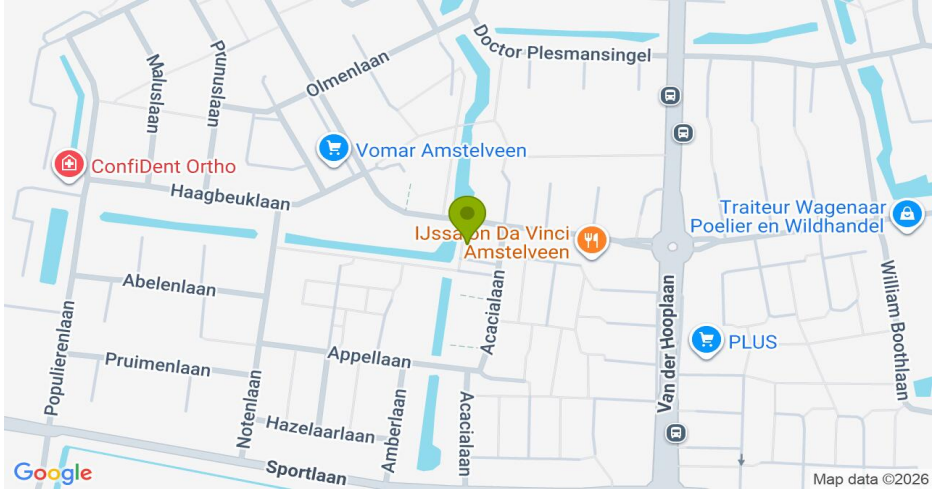 Doctor Plesmansingel
Olmenlaan
Prunuslaan
Maluslaan
Vomar Amstelveen
ConfiDent Ortho
Haagbeuklaan
Traiteur Wagenaar
Poelier en Wildhandel
IJssalon Da Vinci
Amstelveen
Abelenlaan
Acacialaan
William Boothlaan
Van der Hooplaan
PLUS
Populierenlaan
Pruimenlaan
Appellaan
Notenlaan
Amberlaan
Acacialaan
Hazelaarlaan
Sportlaan
Google
Map data ©2026